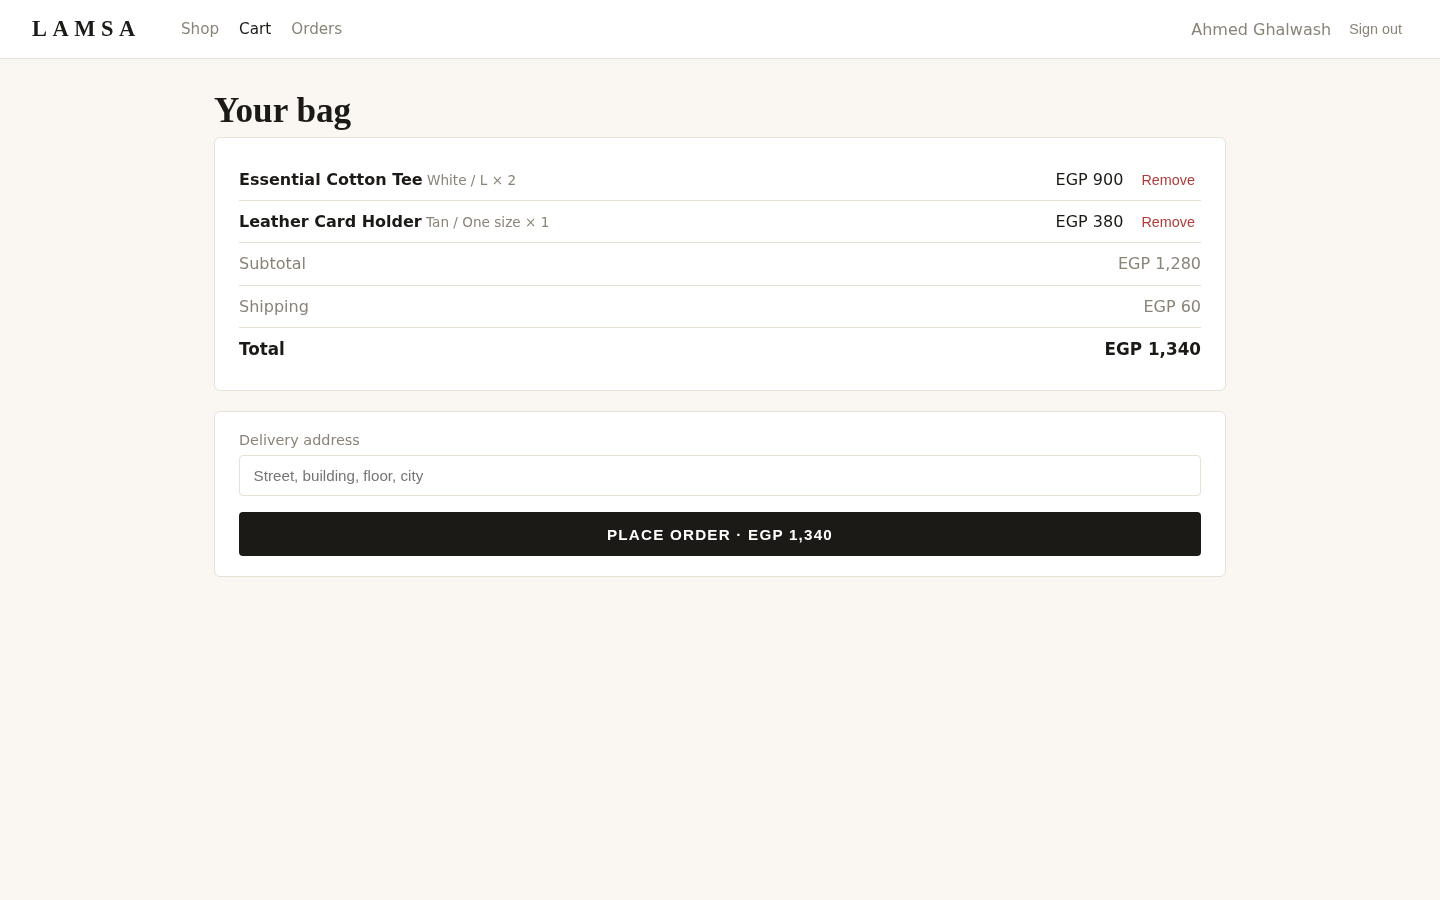 LAMSA Shop Cart Orders Ahmed Ghalwash Sign out
Your bag
Essential Cotton Tee White / L × 2 EGP 900 Remove
Leather Card Holder Tan / One size × 1 EGP 380 Remove
Subtotal EGP 1,280
Shipping EGP 60
Total EGP 1,340
Delivery address
Street, building, floor, city
PLACE ORDER · EGP 1,340